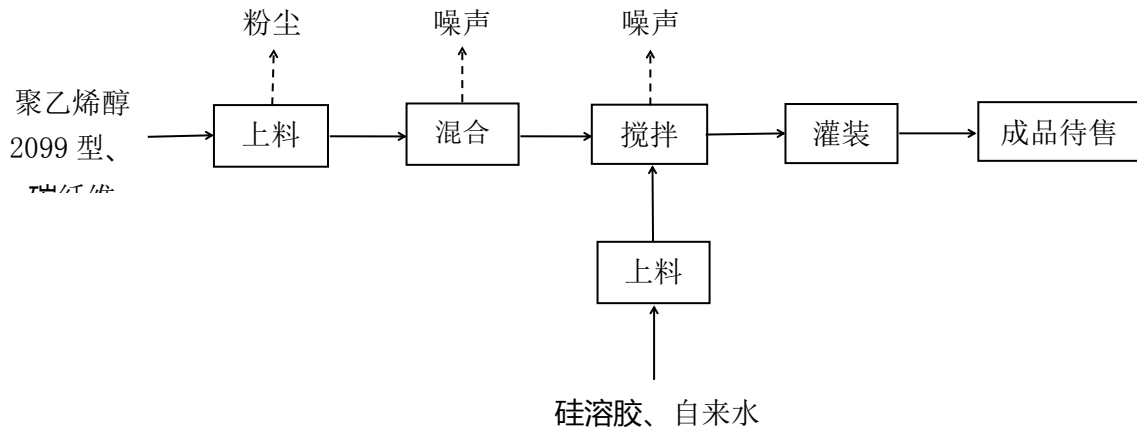 粉尘
噪声
噪声
聚乙烯醇
2099 型、
上料
混合
搅拌
灌装
成品待售
上料
硅溶胶、自来水